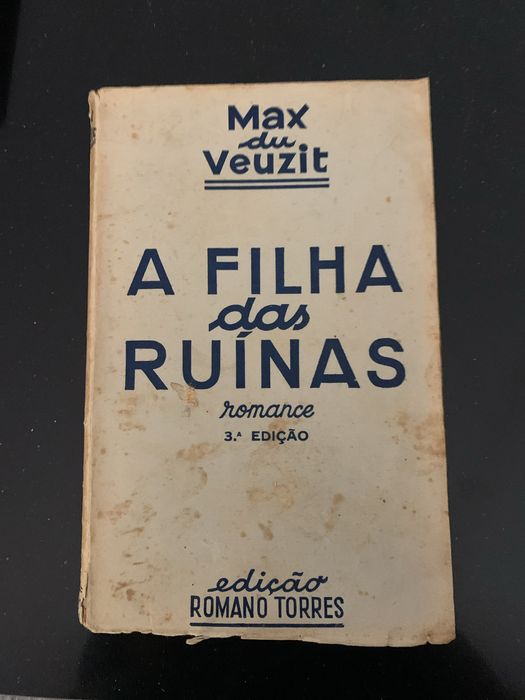 Max
du
Veuzit
A FILHA
das
RUÍNAS
romance
3.ª EDIÇÃO
edição
ROMANO TORRES